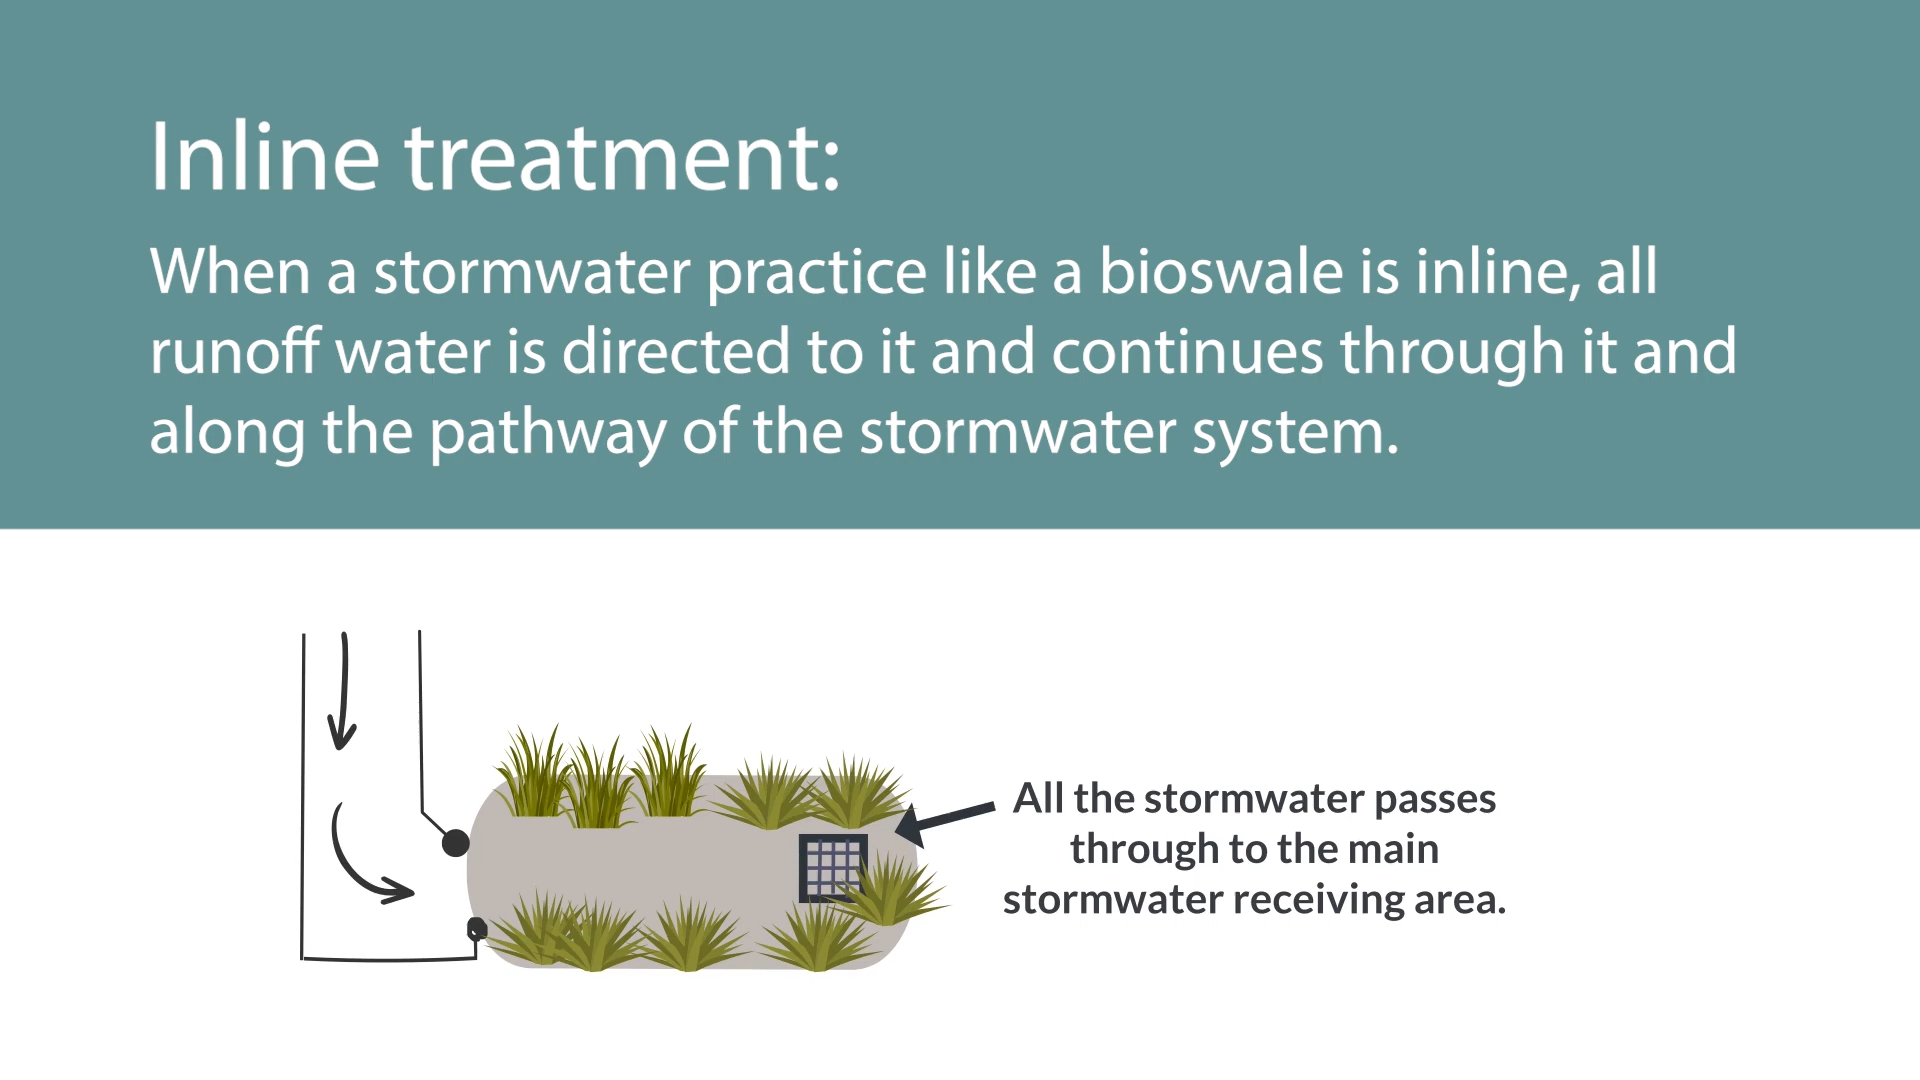 Inline treatment:
When a stormwater practice like a bioswale is inline, all
runoff water is directed to it and continues through it and
along the pathway of the stormwater system.
All the stormwater passes
through to the main
stormwater receiving area.